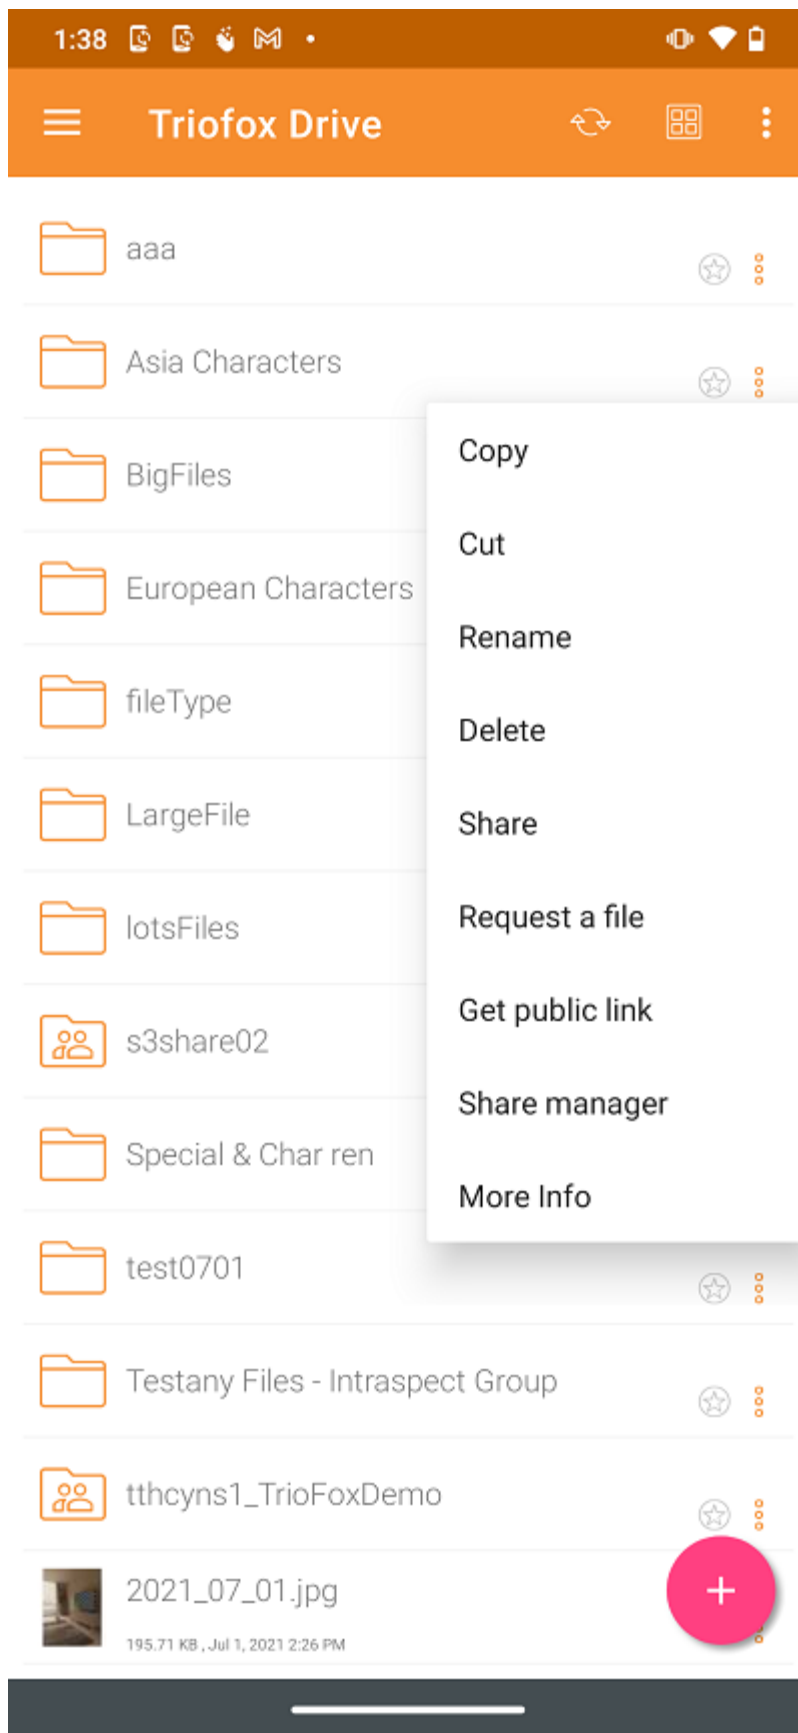 1:38
Triofox Drive
aaa
Asia Characters
BigFiles
European Characters
fileType
LargeFile
lotsFiles
s3share02
Special & Char ren
test0701
Testany Files - Intraspect Group
tthcyns1_TrioFoxDemo
2021_07_01.jpg
195.71 KB , Jul 1, 2021 2:26 PM
Copy
Cut
Rename
Delete
Share
Request a file
Get public link
Share manager
More Info